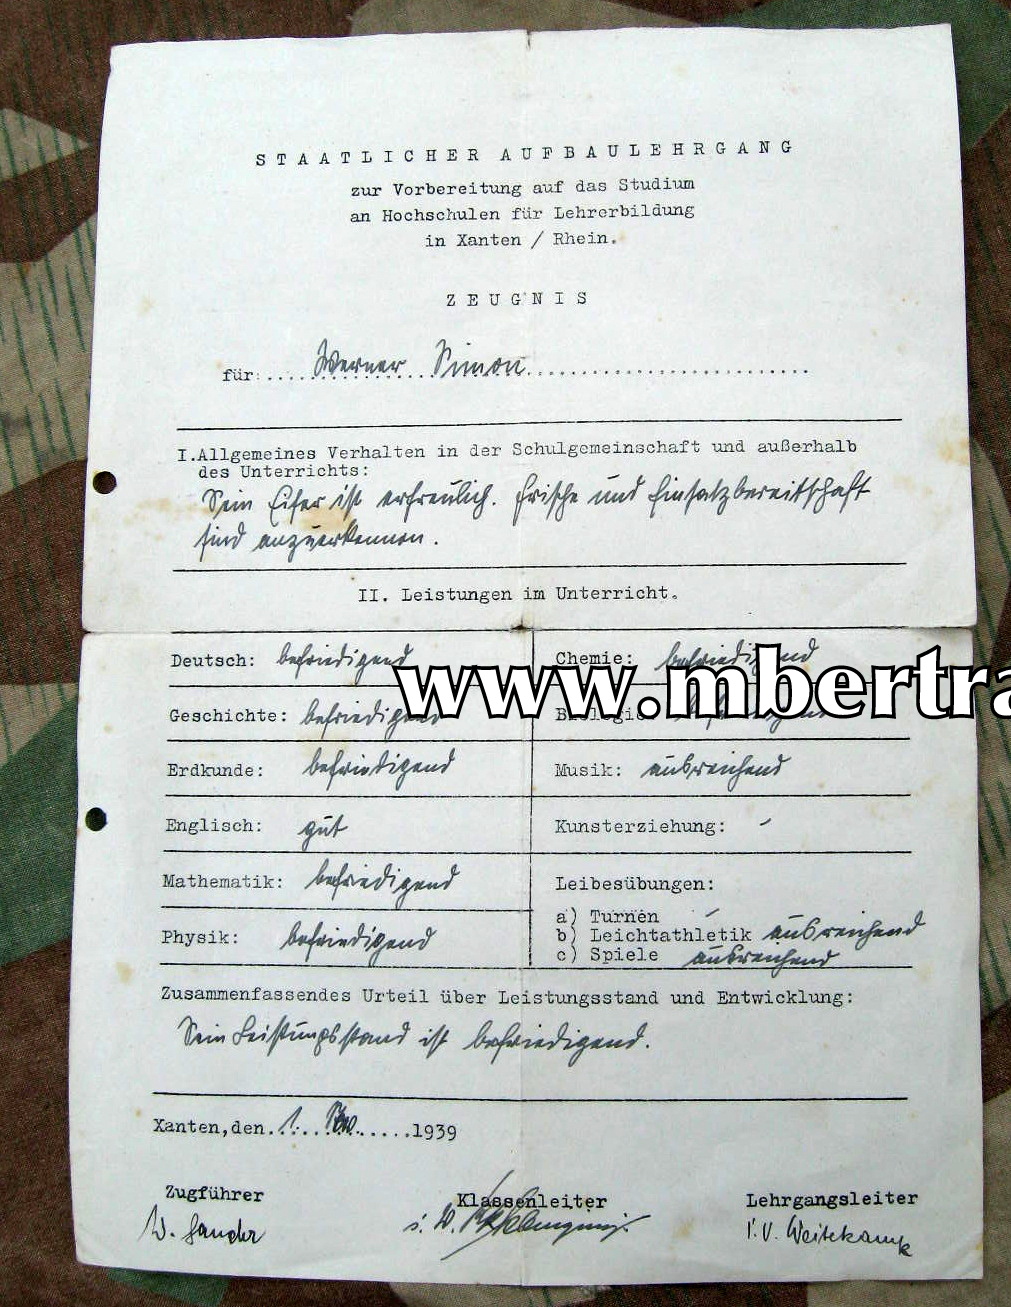 STAATLICHER AUFBAULEHRGANG
zur Vorbereitung auf das Studium
an Hochschulen für Lehrerbildung
in Xanten / Rhein.
ZEUGNIS
für: Werner Simon
I. Allgemeines Verhalten in der Schulgemeinschaft und außerhalb
des Unterrichts:
Sein Eifer ist erfreulich. Frische und Einsatzbereitschaft
sind anzuerkennen.
II. Leistungen im Unterricht.
Deutsch: befriedigend
Chemie: befriedigend
www.mbertra
Geschichte: befriedigend
Biologie: befriedigend
Erdkunde: befriedigend
Musik: ausreichend
Englisch: gut
Kunsterziehung: -
Mathematik: befriedigend
Leibesübungen:
a) Turnen -
b) Leichtathletik ausreichend
c) Spiele ausreichend
Physik: befriedigend
Zusammenfassendes Urteil über Leistungsstand und Entwicklung:
Sein Leistungsstand ist befriedigend.
Xanten, den 1. 1939
Zugführer
Klassenleiter
Lehrgangsleiter
W. Sander
i. V.
i. V. Weitekamp